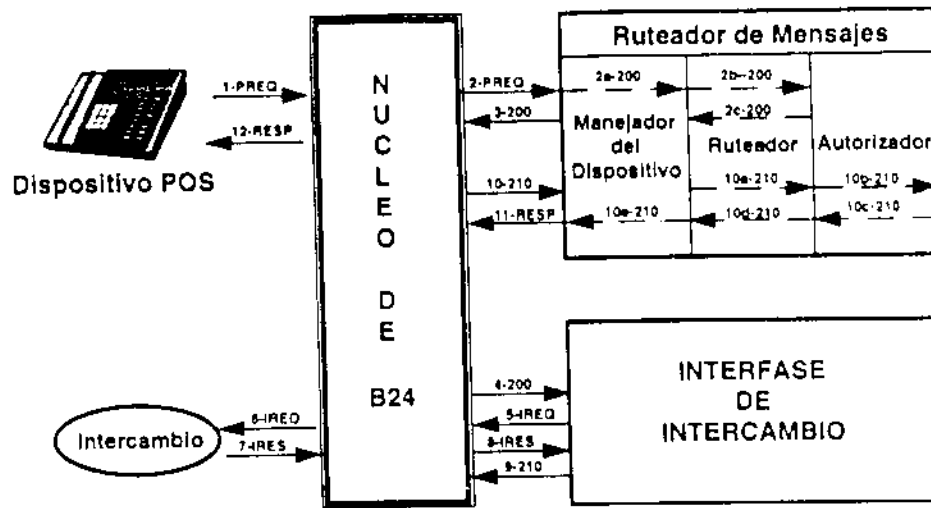 Ruteador de Mensajes
1-PREQ
12-RESP
Dispositivo POS
N
U
C
L
E
O
D
E
B24
2-PREQ
3-200
10-210
11-RESP
2a-200
2b-200
2c-200
Manejador
del
Dispositivo
Ruteador
Autorizador
10a-210
10b-210
10e-210
10d-210
10c-210
4-200
5-IREQ
8-IRES
9-210
INTERFASE
DE
INTERCAMBIO
Intercambio
6-IREQ
7-IRES